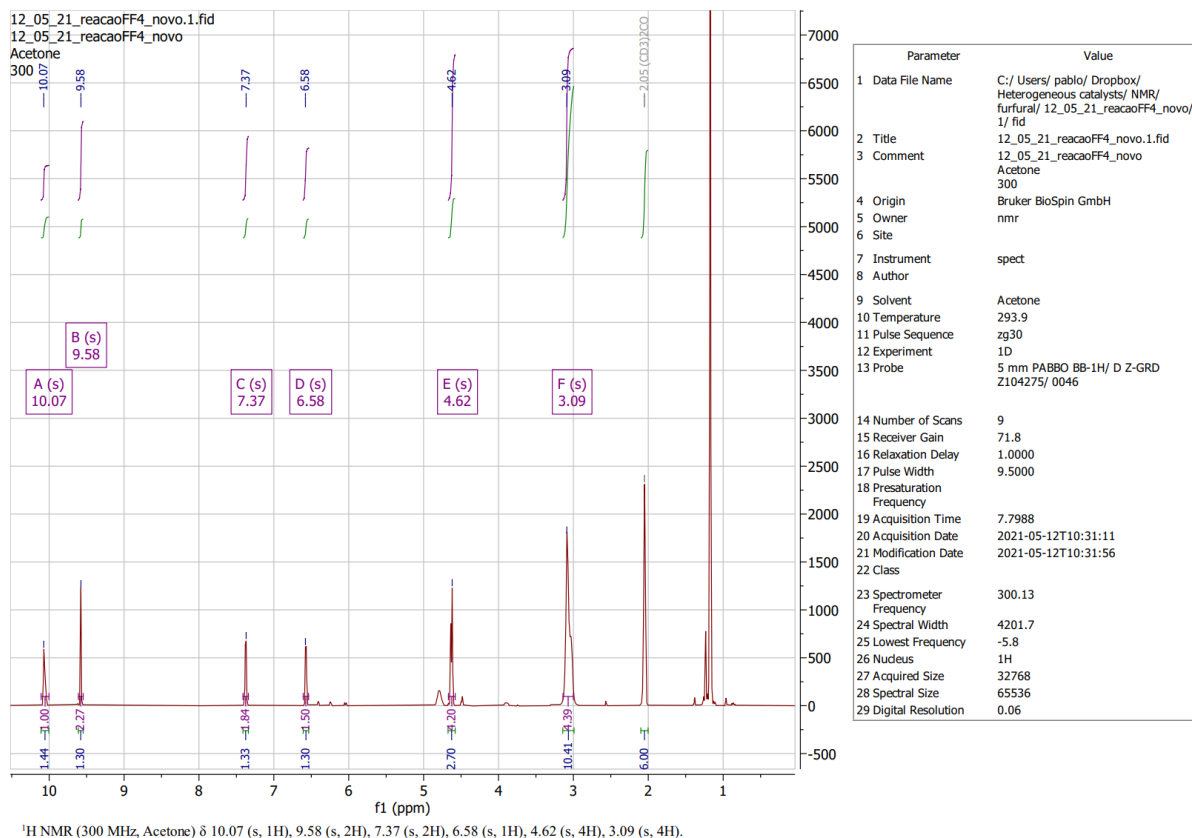 12_05_21_reacaoFF4_novo.1.fid
12_05_21_reacaoFF4_novo
Acetone
300
10.07
9.58
7.37
6.58
4.62
3.09
2.05 (CD3)2CO
B (s)
9.58
A (s)
10.07
C (s)
7.37
D (s)
6.58
E (s)
4.62
F (s)
3.09
7000
6500
6000
5500
5000
4500
4000
3500
3000
2500
2000
1500
1000
500
0
-500
1.00
2.27
1.84
1.50
4.39
1.44
1.30
1.33
1.30
2.70
10.41
6.00
10 9 8 7 6 5 4 3 2 1
f1 (ppm)
Parameter Value
1 Data File Name C:/ Users/ pablo/ Dropbox/
Heterogeneous catalysts/ NMR/
furfural/ 12_05_21_reacaoFF4_novo/
1/ fid
2 Title 12_05_21_reacaoFF4_novo.1.fid
3 Comment 12_05_21_reacaoFF4_novo
Acetone
300
4 Origin Bruker BioSpin GmbH
5 Owner nmr
6 Site
7 Instrument spect
8 Author
9 Solvent Acetone
10 Temperature 293.9
11 Pulse Sequence zg30
12 Experiment 1D
13 Probe 5 mm PABBO BB-1H/ D Z-GRD
Z104275/ 0046
14 Number of Scans 9
15 Receiver Gain 71.8
16 Relaxation Delay 1.0000
17 Pulse Width 9.5000
18 Presaturation
Frequency
19 Acquisition Time 7.7988
20 Acquisition Date 2021-05-12T10:31:11
21 Modification Date 2021-05-12T10:31:56
22 Class
23 Spectrometer 300.13
Frequency
24 Spectral Width 4201.7
25 Lowest Frequency -5.8
26 Nucleus 1H
27 Acquired Size 32768
28 Spectral Size 65536
29 Digital Resolution 0.06
¹H NMR (300 MHz, Acetone) δ 10.07 (s, 1H), 9.58 (s, 2H), 7.37 (s, 2H), 6.58 (s, 1H), 4.62 (s, 4H), 3.09 (s, 4H).